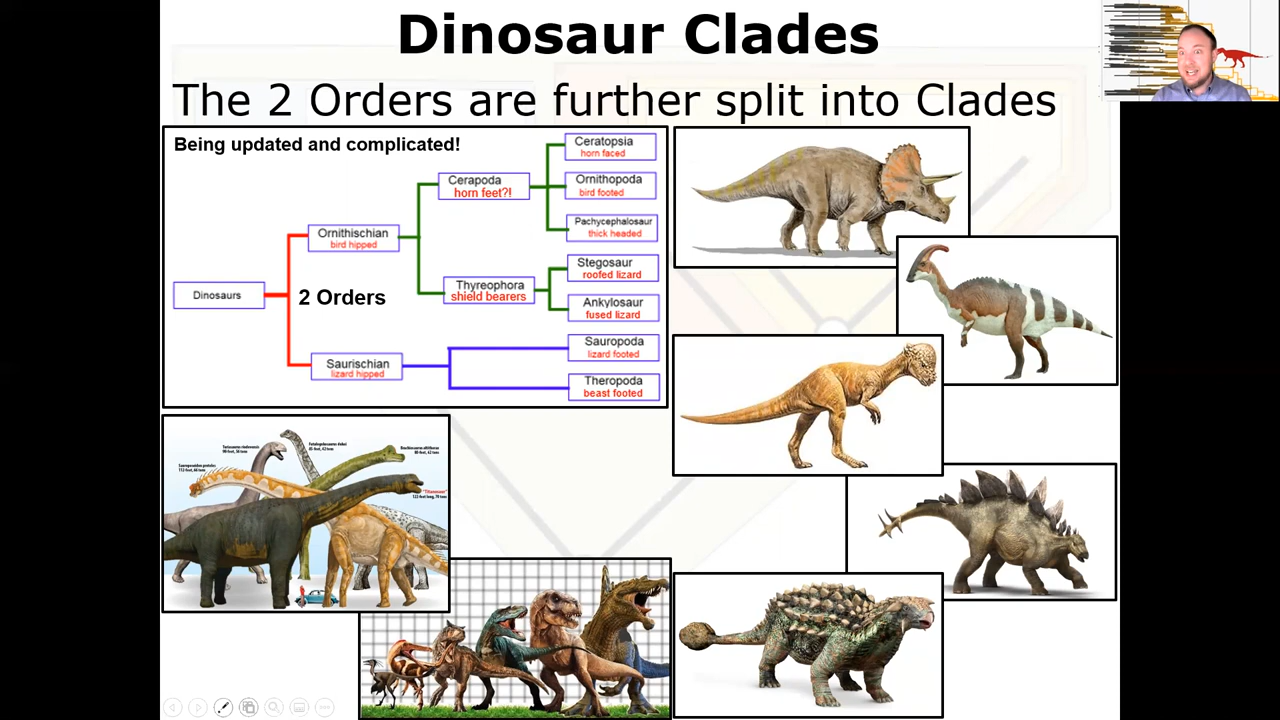 Dinosaur Clades
The 2 Orders are further split into Clades
Being updated and complicated!
Ceratopsia
horn faced
Cerapoda
horn feet?!
Ornithopoda
bird footed
Pachycephalosaur
thick headed
Ornithischian
bird hipped
Stegosaur
roofed lizard
Thyreophora
shield bearers
Dinosaurs
2 Orders
Ankylosaur
fused lizard
Sauropoda
lizard footed
Saurischian
lizard hipped
Theropoda
beast footed